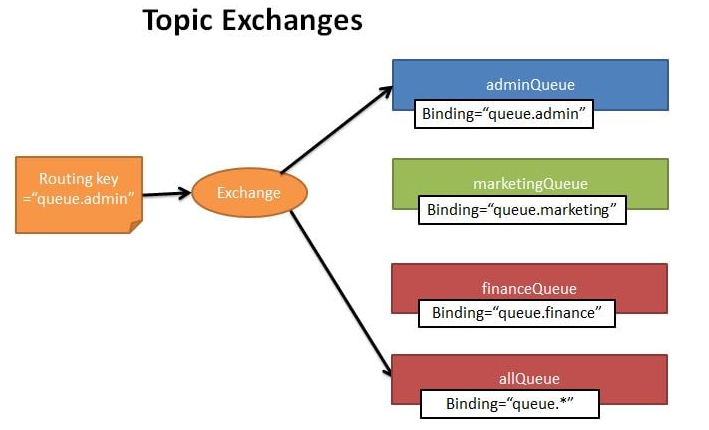 Topic Exchanges
adminQueue
Binding=“queue.admin”
Routing key
=“queue.admin”
Exchange
marketingQueue
Binding=“queue.marketing”
financeQueue
Binding=“queue.finance”
allQueue
Binding=“queue.*”